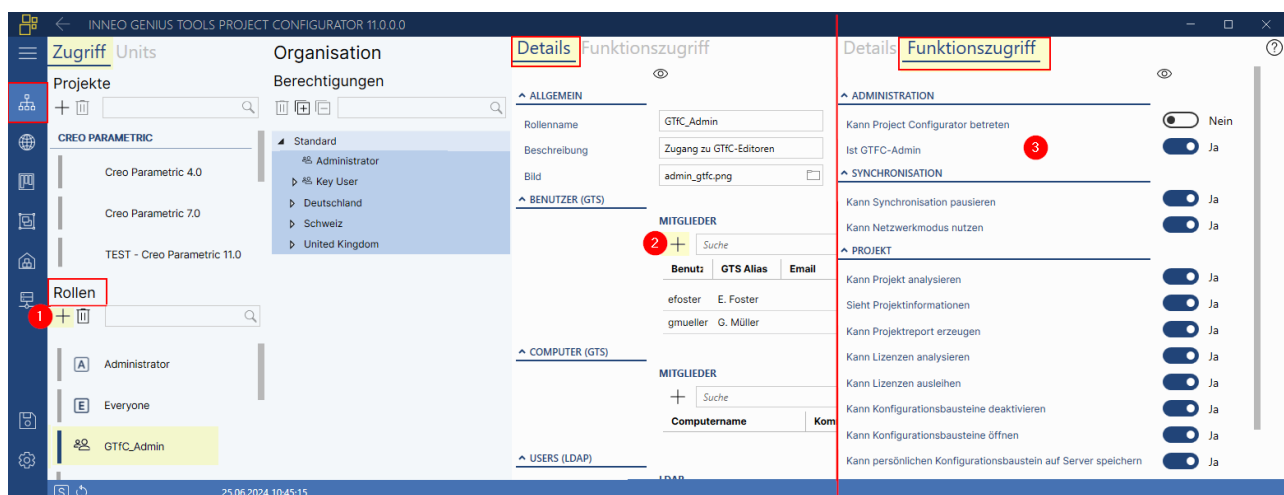 INNEO GENIUS TOOLS PROJECT CONFIGURATOR 11.0.0.0
Zugriff Units
Projekte
CREO PARAMETRIC
Creo Parametric 4.0
Creo Parametric 7.0
TEST - Creo Parametric 11.0
Rollen
1
A Administrator
E Everyone
GTfC_Admin
S 25.06.2024 10:45:15
Organisation
Berechtigungen
Standard
Administrator
Key User
Deutschland
Schweiz
United Kingdom
Details Funktionszugriff
ALLGEMEIN
Rollenname GTfC_Admin
Beschreibung Zugang zu GTfC-Editoren
Bild admin_gtfc.png
BENUTZER (GTS)
MITGLIEDER
2 Suche
Benutz GTS Alias Email
efoster E. Foster
gmueller G. Müller
COMPUTER (GTS)
MITGLIEDER
Suche
Computername Kom
USERS (LDAP)
Details Funktionszugriff
ADMINISTRATION
Kann Project Configurator betreten Nein
Ist GTFC-Admin 3 Ja
SYNCHRONISATION
Kann Synchronisation pausieren Ja
Kann Netzwerkmodus nutzen Ja
PROJEKT
Kann Projekt analysieren Ja
Sieht Projektinformationen Ja
Kann Projektreport erzeugen Ja
Kann Lizenzen analysieren Ja
Kann Lizenzen ausleihen Ja
Kann Konfigurationsbausteine deaktivieren Ja
Kann Konfigurationsbausteine öffnen Ja
Kann persönlichen Konfigurationsbaustein auf Server speichern Ja